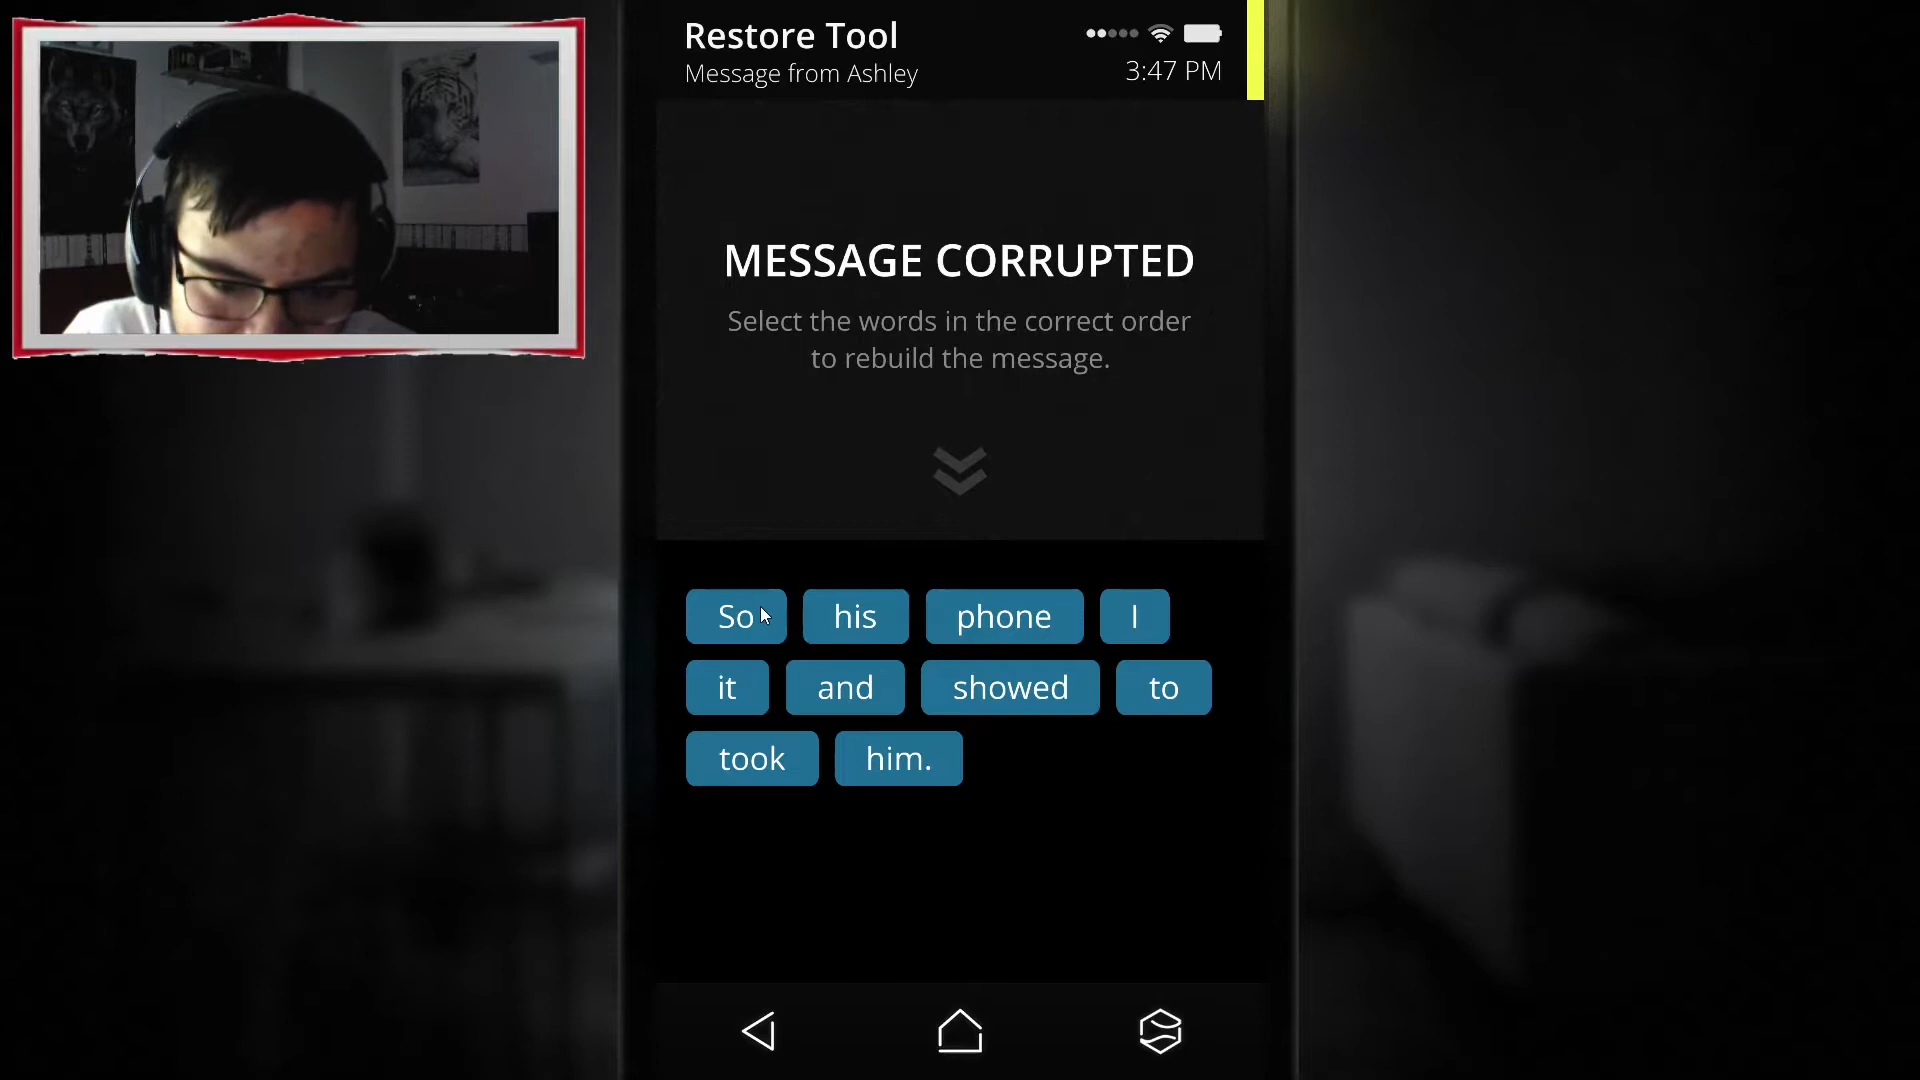 Restore Tool
Message from Ashley
3:47 PM
MESSAGE CORRUPTED
Select the words in the correct order
to rebuild the message.
So his phone I
it and showed to
took him.